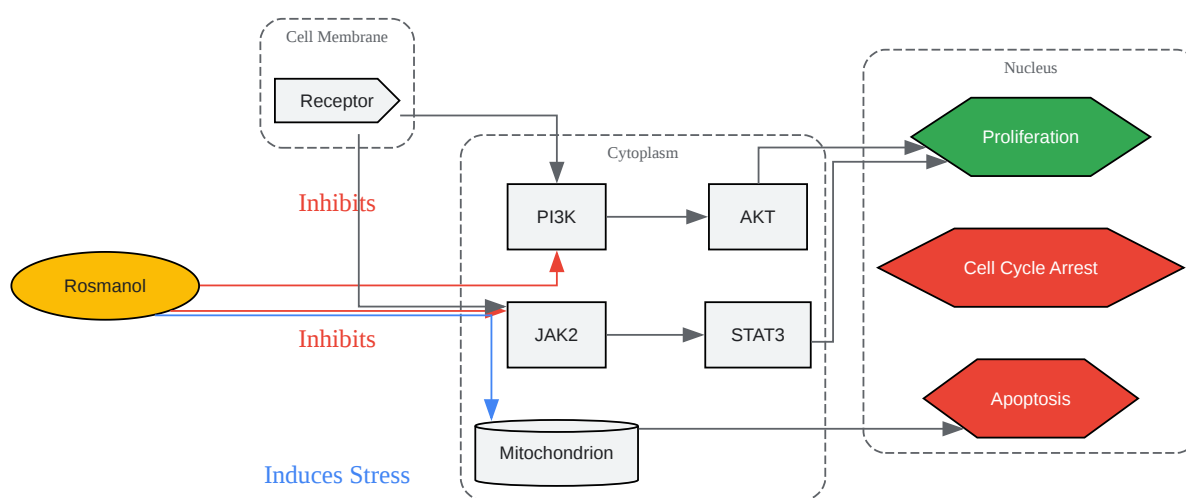 Cell Membrane
Receptor
Nucleus
Proliferation
Cytoplasm
Inhibits
PI3K
AKT
Rosmanol
Cell Cycle Arrest
Inhibits
JAK2
STAT3
Apoptosis
Mitochondrion
Induces Stress